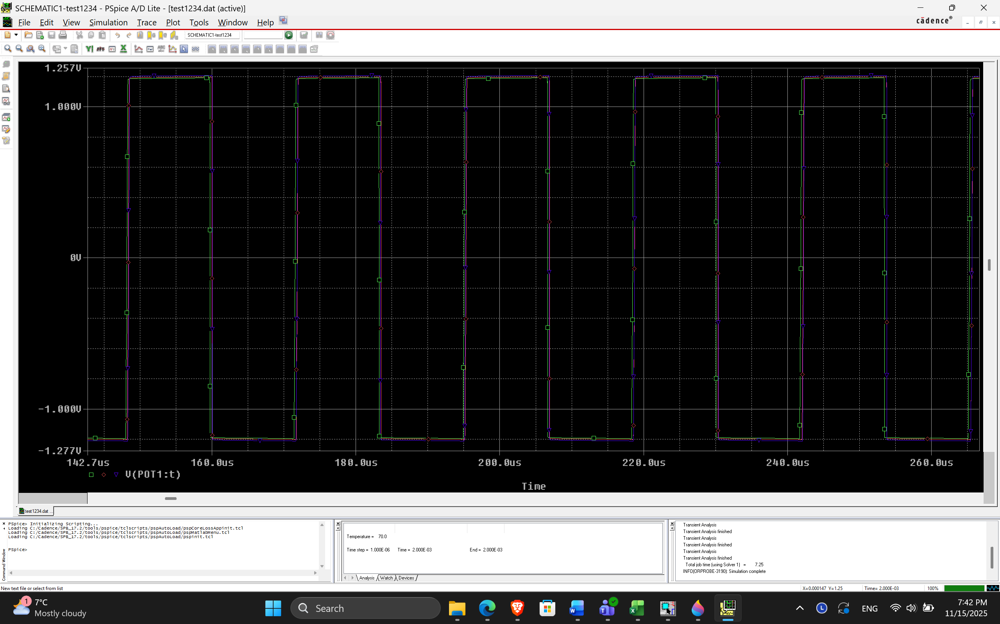 SCHEMATIC1-test1234 - PSpice A/D Lite - [test1234.dat (active)]
File Edit View Simulation Trace Plot Tools Window Help
cādence®
SCHEMATIC1-test1234
FFT
ABC
abc
1.257V
1.000V
0V
-1.000V
-1.277V
142.7us 160.0us 180.0us 200.0us 220.0us 240.0us 260.0us
V(POT1:t)
Time
test1234.dat ...
Command Window
PSpice> Initializing Scripting...
Loading C:/Cadence/SPB_17.2/tools/pspice/tclscripts/pspAutoLoad/pspCoreLossAppinit.tcl
Loading C:/Cadence/SPB_17.2/tools/pspice/tclscripts/pspAutoLoad/pspMatlabMenu.tcl
Loading C:/Cadence/SPB_17.2/tools/pspice/tclscripts/pspAutoLoad/pspinit.tcl
PSpice>
Temperature = 70.0
Time step = 1.000E-06 Time = 2.000E-03 End = 2.000E-03
Analysis Watch Devices
Transient Analysis
Transient Analysis finished
Transient Analysis
Transient Analysis finished
Transient Analysis
Transient Analysis finished
Total job time (using Solver 1) = 7.25
INFO(ORPROBE-3190): Simulation complete
New text file or select from list
X=0.000147 Y=1.25 Time= 2.000E-03 100%
1
7°C
Mostly cloudy
Search
ENG
7:42 PM
11/15/2025